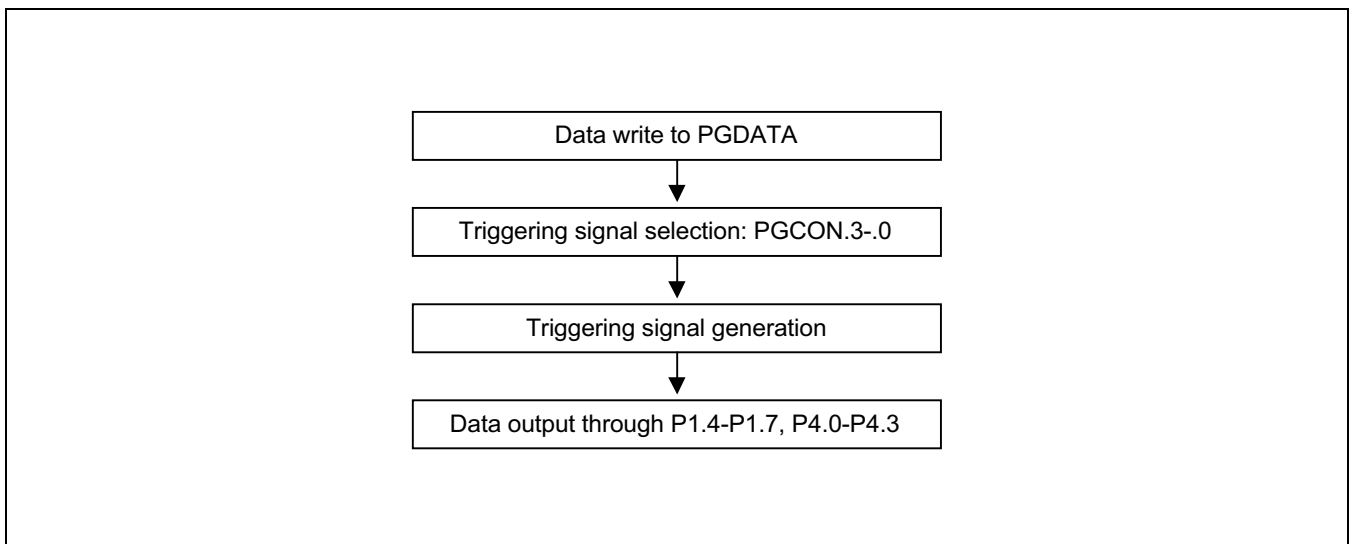 Data write to PGDATA
Triggering signal selection: PGCON.3-.0
Triggering signal generation
Data output through P1.4-P1.7, P4.0-P4.3